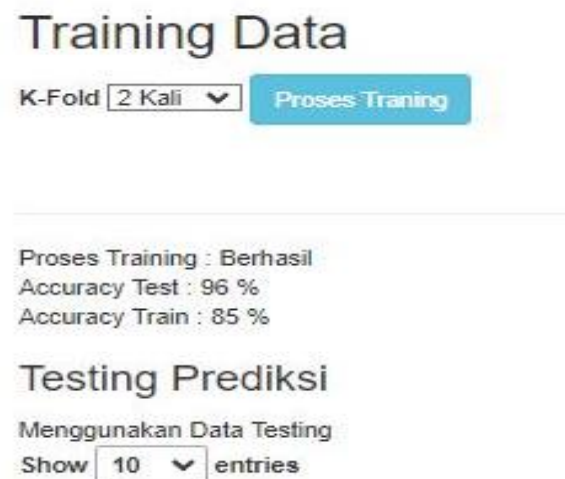 Training Data
K-Fold 2 Kali Proses Traning
Proses Training : Berhasil
Accuracy Test : 96 %
Accuracy Train : 85 %
Testing Prediksi
Menggunakan Data Testing
Show 10 entries